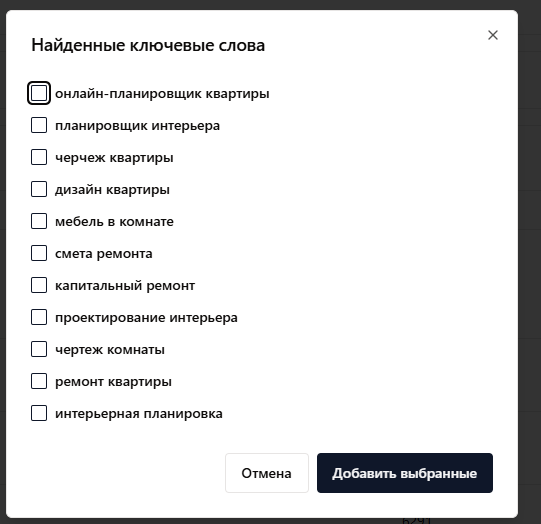 Найденные ключевые слова
онлайн-планировщик квартиры
планировщик интерьера
черчеж квартиры
дизайн квартиры
мебель в комнате
смета ремонта
капитальный ремонт
проектирование интерьера
чертеж комнаты
ремонт квартиры
интерьерная планировка
Отмена
Добавить выбранные